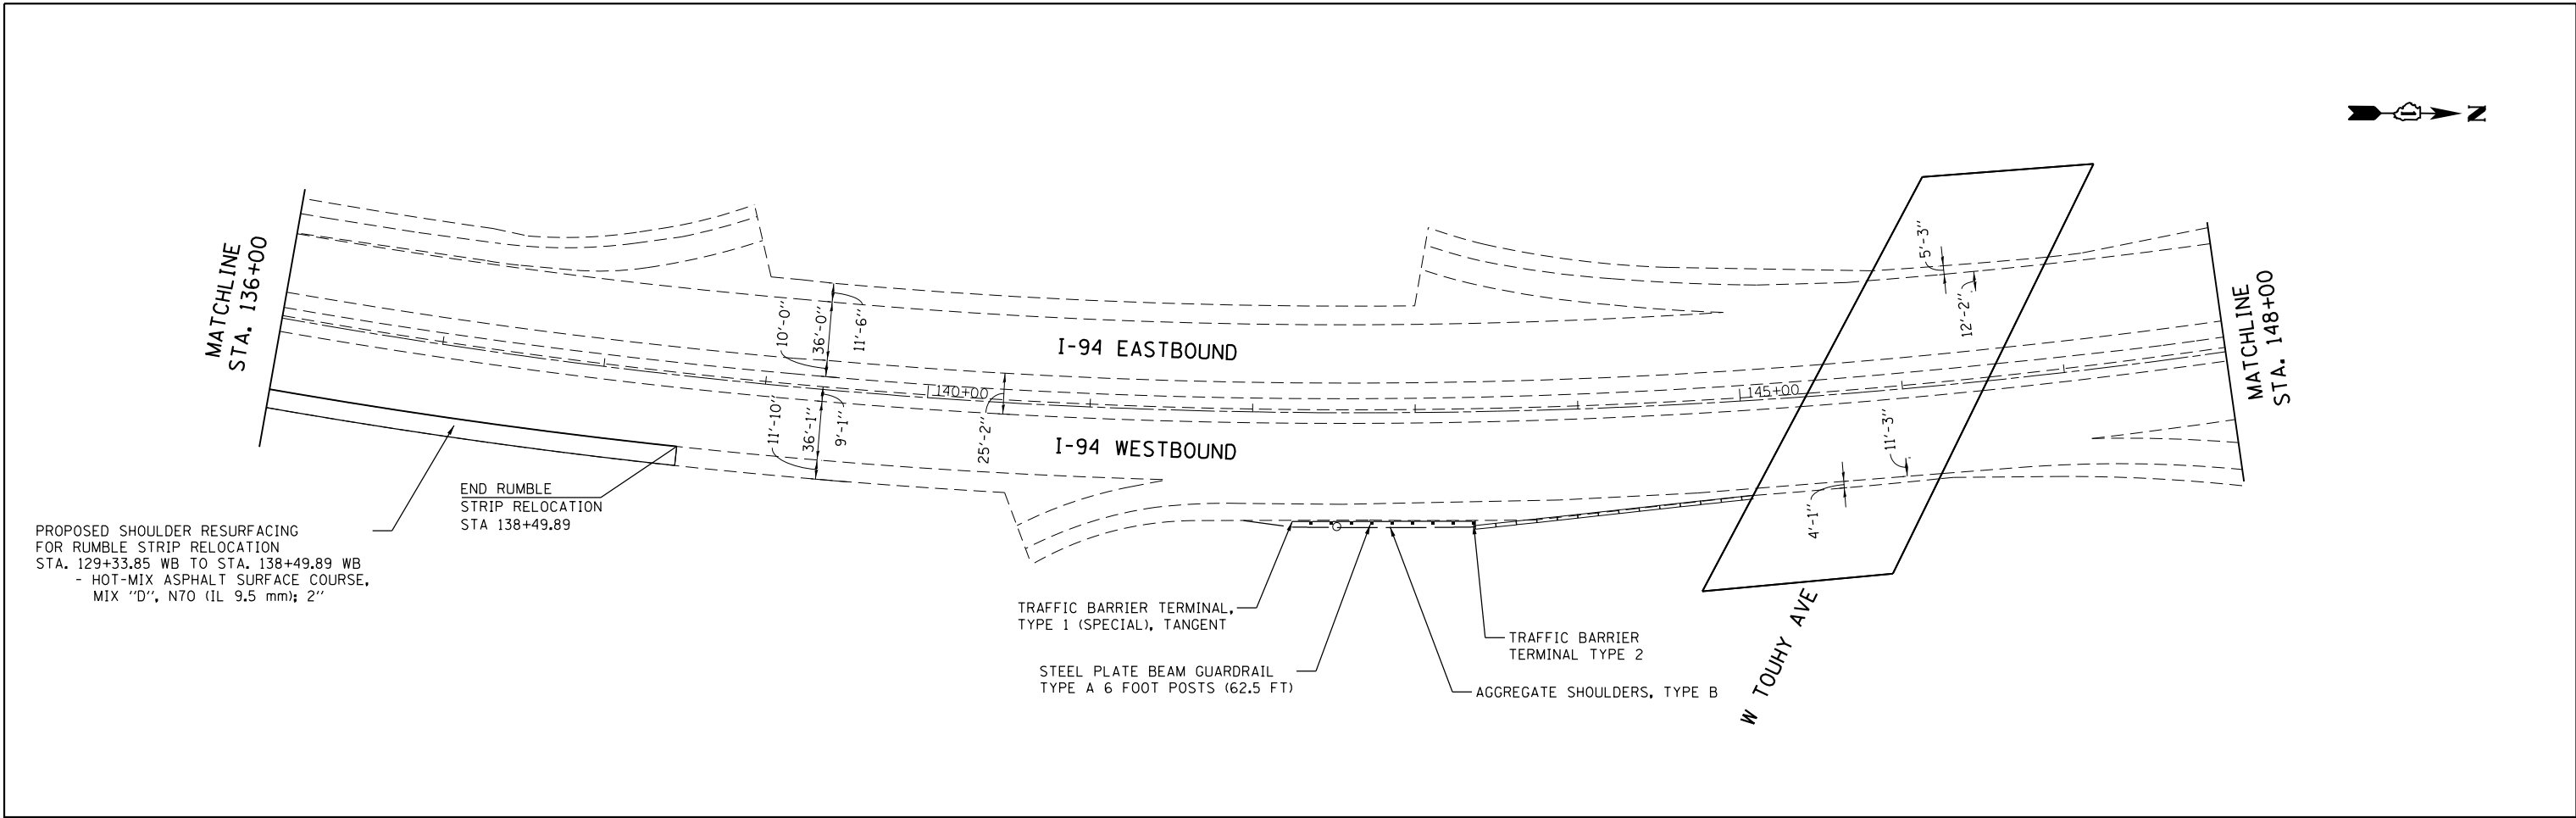 N
MATCHLINE
STA. 136+00
10'-0"
36'-0"
11'-6"
I-94 EASTBOUND
5'-3"
12'-2"
MATCHLINE
STA. 148+00
140+00
145+00
11'-10"
36'-1"
9'-1"
25'-2"
I-94 WESTBOUND
11'-3"
4'-1"
END RUMBLE
STRIP RELOCATION
STA 138+49.89
PROPOSED SHOULDER RESURFACING
FOR RUMBLE STRIP RELOCATION
STA. 129+33.85 WB TO STA. 138+49.89 WB
- HOT-MIX ASPHALT SURFACE COURSE,
MIX "D", N70 (IL 9.5 mm); 2"
TRAFFIC BARRIER TERMINAL,
TYPE 1 (SPECIAL), TANGENT
STEEL PLATE BEAM GUARDRAIL
TYPE A 6 FOOT POSTS (62.5 FT)
TRAFFIC BARRIER
TERMINAL TYPE 2
AGGREGATE SHOULDERS, TYPE B
W TOUHY AVE